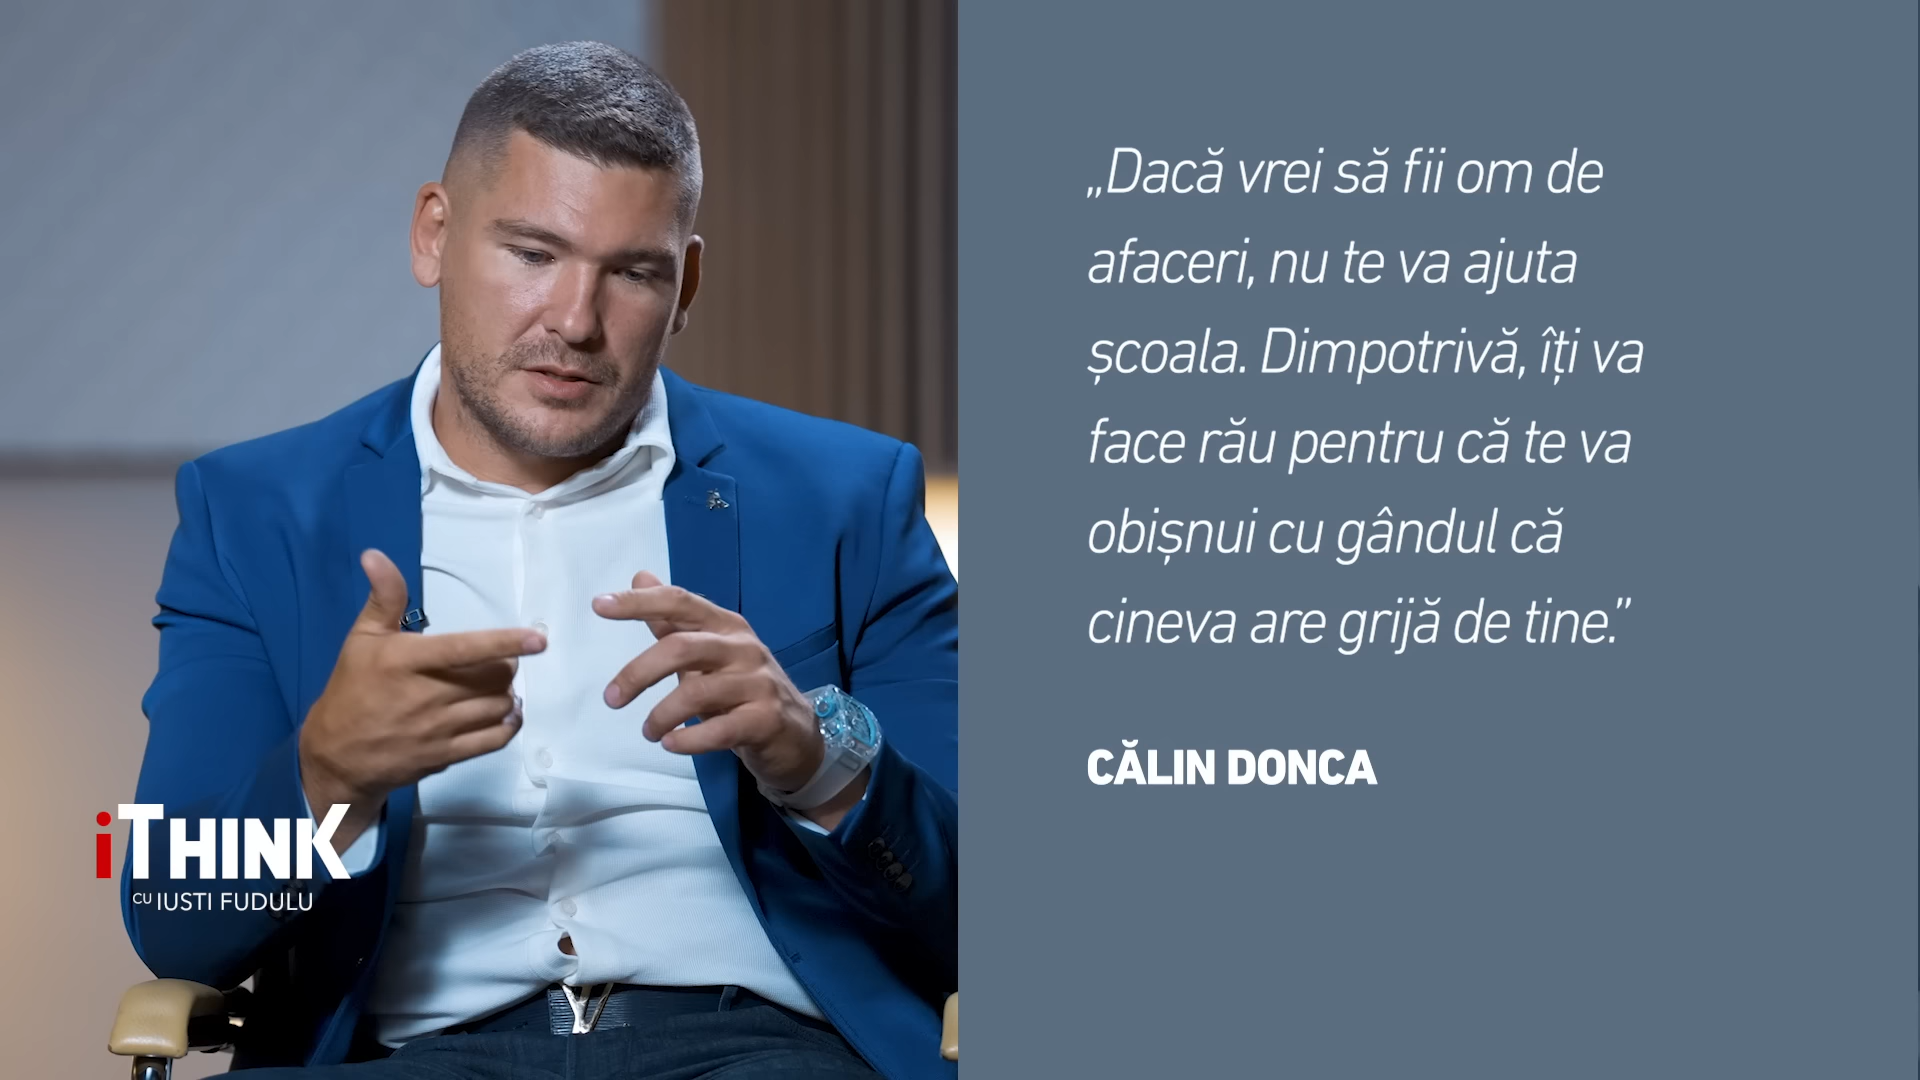 „Dacă vrei să fii om de
afaceri, nu te va ajuta
școala. Dimpotrivă, îți va
face rău pentru că te va
obișnui cu gândul că
cineva are grijă de tine.”
CĂLIN DONCA
iTHINK
CU IUSTI FUDULU